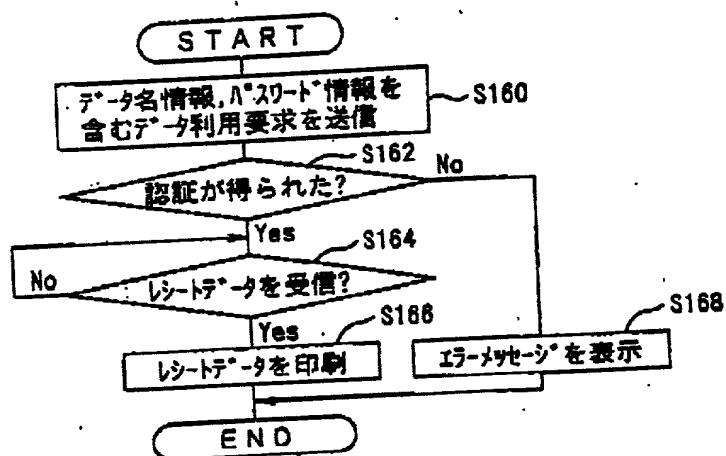 START
データ名情報,パスワード情報を
含むデータ利用要求を送信
S160
S162
認証が得られた?
No
Yes
S164
No
レシートデータを受信?
Yes
S166
レシートデータを印刷
S168
エラーメッセージを表示
END